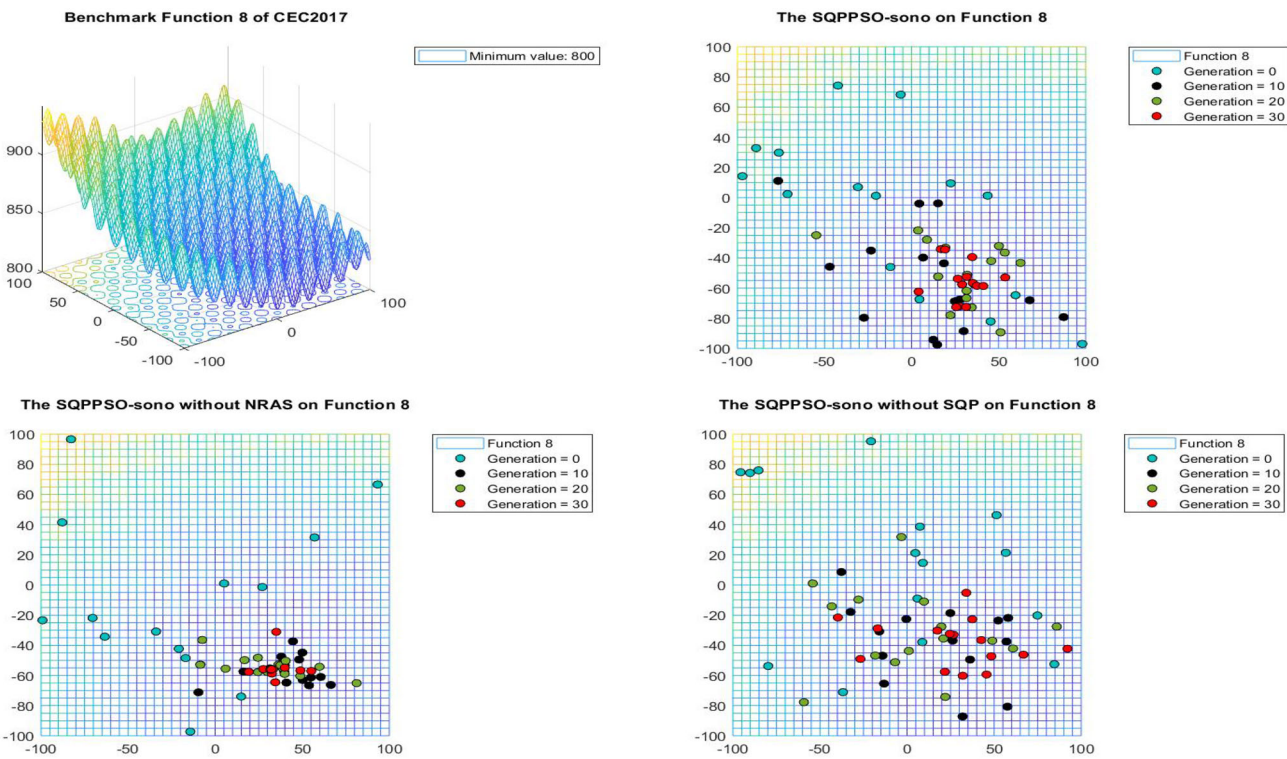 Benchmark Function 8 of CEC2017
Minimum value: 800
900
850
800
100
50
0
-50
-100
-100
0
100
The SQPPSO-sono on Function 8
Function 8
Generation = 0
Generation = 10
Generation = 20
Generation = 30
100
80
60
40
20
0
-20
-40
-60
-80
-100
-100 -50 0 50 100
The SQPPSO-sono without NRAS on Function 8
Function 8
Generation = 0
Generation = 10
Generation = 20
Generation = 30
100
80
60
40
20
0
-20
-40
-60
-80
-100
-100 -50 0 50 100
The SQPPSO-sono without SQP on Function 8
Function 8
Generation = 0
Generation = 10
Generation = 20
Generation = 30
100
80
60
40
20
0
-20
-40
-60
-80
-100
-100 -50 0 50 100